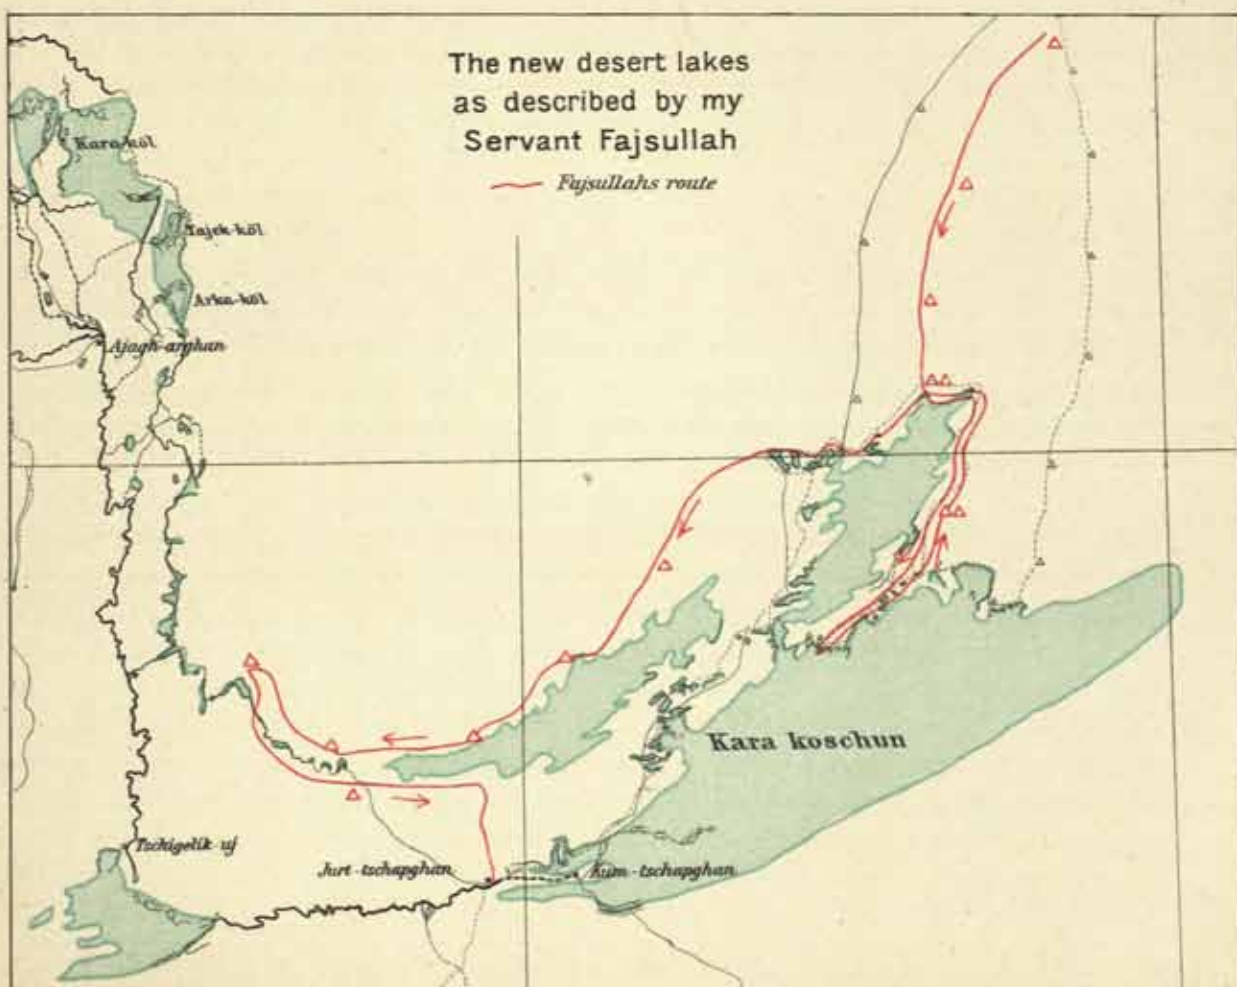 The new desert lakes
as described by my
Servant Fajsullah
Fajsullahs route
Kara-köl
Tajek-köl
Arka-köl
Ajagh-arghan
Kara koschun
Tschigelik-uj
Jurt-tschapghan
Kum-tschapghan